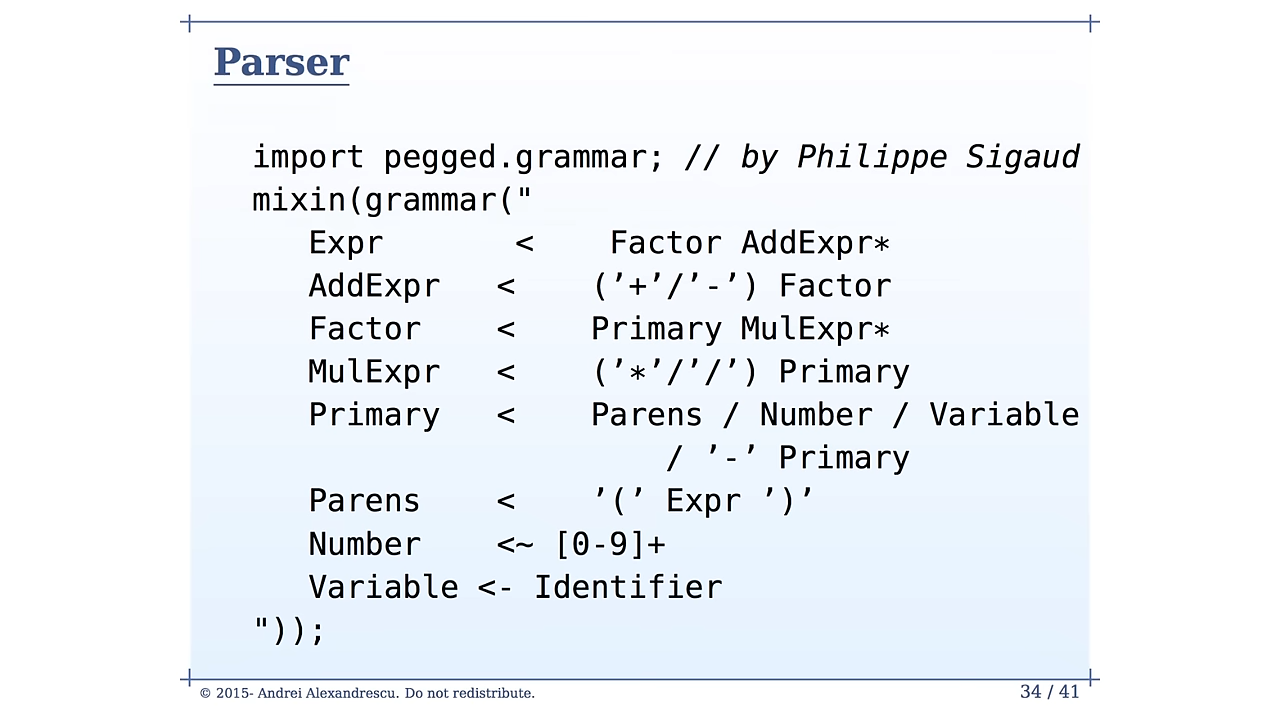 Parser
import pegged.grammar; // by Philippe Sigaud
mixin(grammar("
Expr < Factor AddExpr*
AddExpr < (’+’/’-’) Factor
Factor < Primary MulExpr*
MulExpr < (’*’/’/’) Primary
Primary < Parens / Number / Variable
/ ’-’ Primary
Parens < ’(’ Expr ’)’
Number <~ [0-9]+
Variable <- Identifier
"));
© 2015- Andrei Alexandrescu. Do not redistribute.
34 / 41